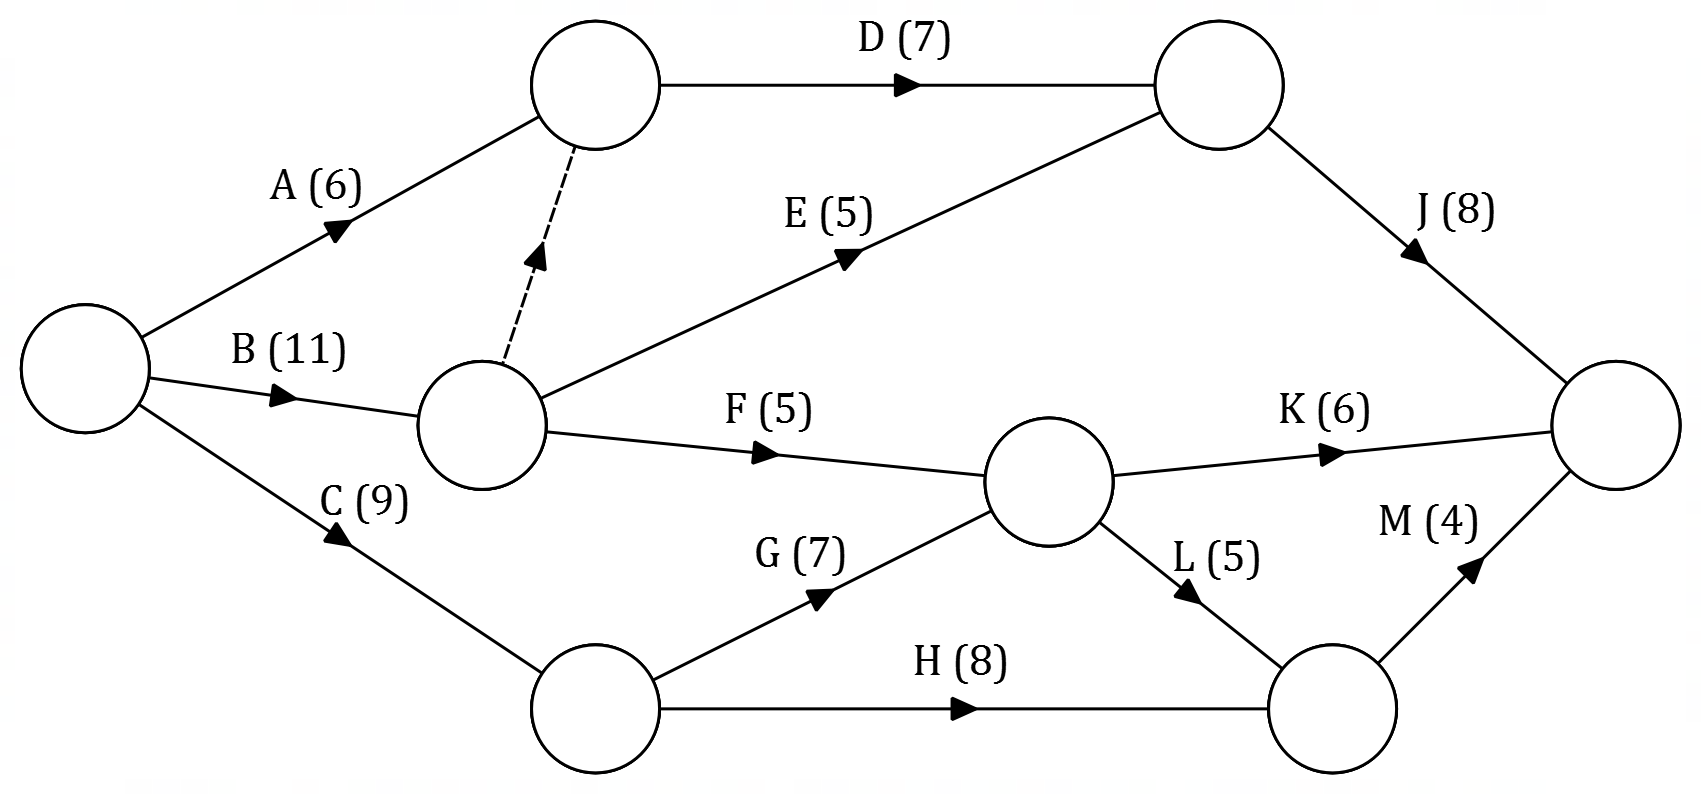 D (7)
A (6)
E (5)
J (8)
B (11)
F (5)
K (6)
C (9)
M (4)
G (7)
L (5)
H (8)